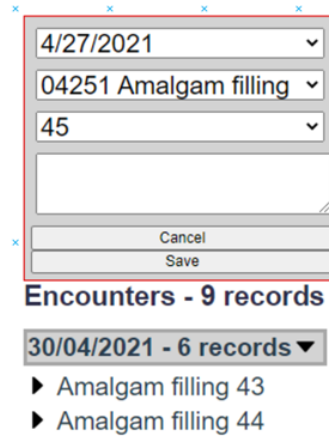 4/27/2021
04251 Amalgam filling
45
Cancel
Save
Encounters - 9 records
30/04/2021 - 6 records
Amalgam filling 43
Amalgam filling 44